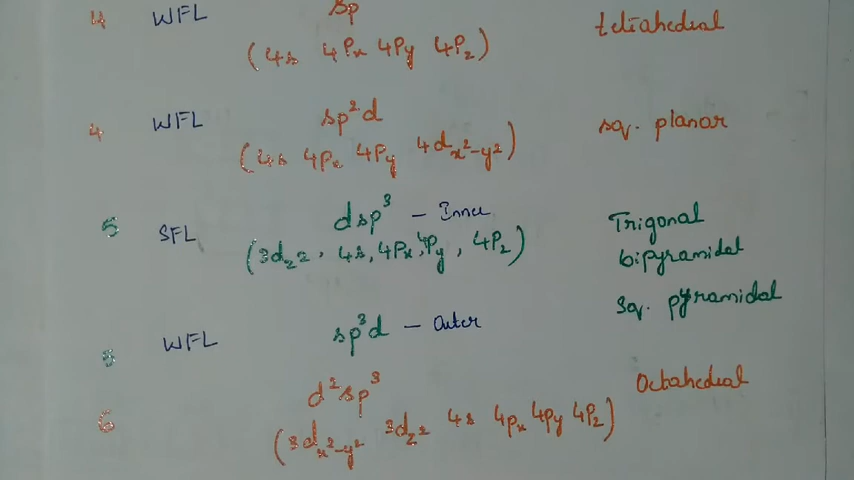 4 WFL sp tetrahedral
(4s 4Px 4Py 4Pz)
4 WFL sp²d sq. planar
(4s 4Px 4Py 4dx²-y²)
5 SFL dsp³ – Inner Trigonal
(3dz², 4s, 4Px, 4Py, 4Pz) bipyramidal
sq. pyramidal
5 WFL sp³d – Outer
6 d²sp³ Octahedral
(3dx²-y² 3dz² 4s 4px 4py 4Pz)